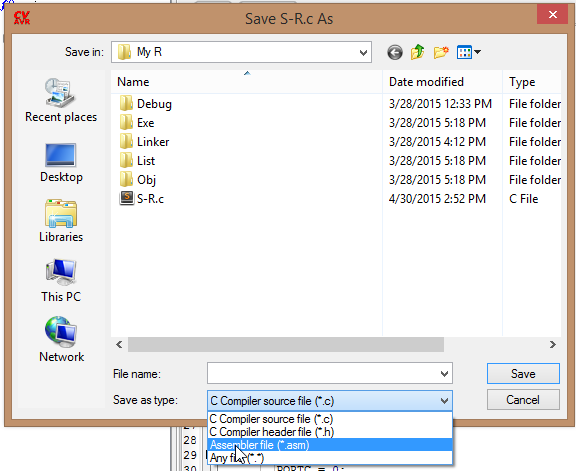 CV
AVR
Save S-R.c As
Save in:
My R
Recent places
Desktop
Libraries
This PC
Network
Name Date modified Type
Debug 3/28/2015 12:33 PM File folder
Exe 3/28/2015 5:18 PM File folder
Linker 3/28/2015 4:12 PM File folder
List 3/28/2015 5:18 PM File folder
Obj 3/28/2015 5:18 PM File folder
S-R.c 4/30/2015 2:52 PM C File
File name:
Save
Save as type: C Compiler source file (*.c)
Cancel
C Compiler source file (*.c)
C Compiler header file (*.h)
Assembler file (*.asm)
Any file (*.*)
28
29
30 PORTC = 0;